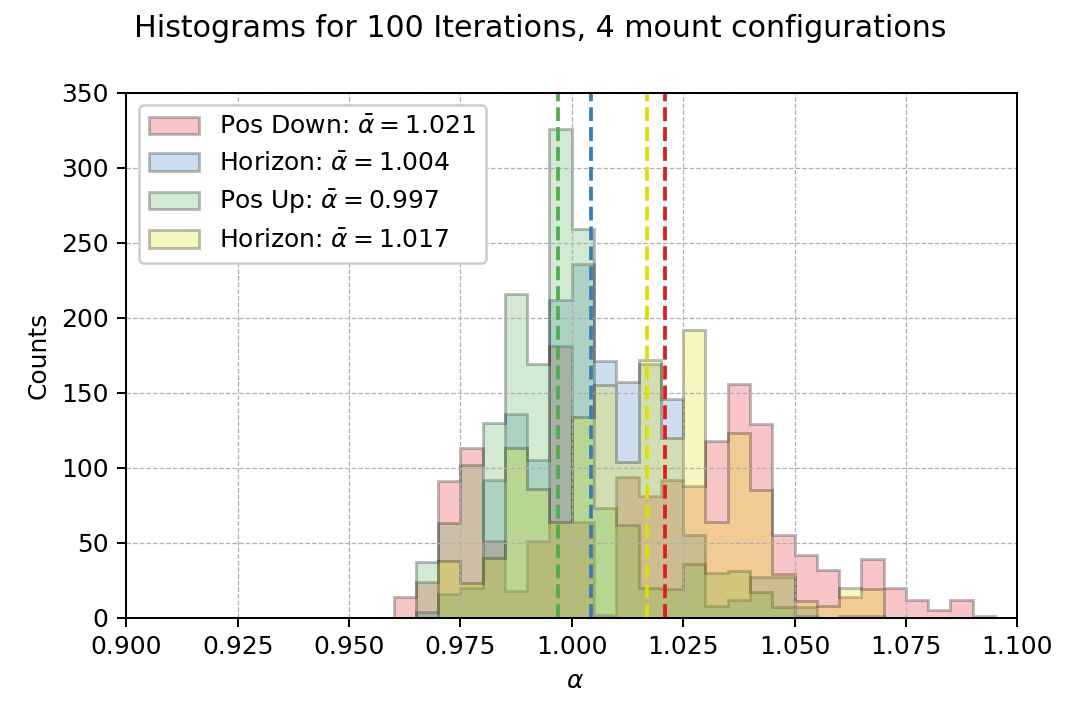 Histograms for 100 Iterations, 4 mount configurations
350
300
250
200
150
100
50
0
Counts
Pos Down: ᾱ = 1.021
Horizon: ᾱ = 1.004
Pos Up: ᾱ = 0.997
Horizon: ᾱ = 1.017
0.900 0.925 0.950 0.975 1.000 1.025 1.050 1.075 1.100
α